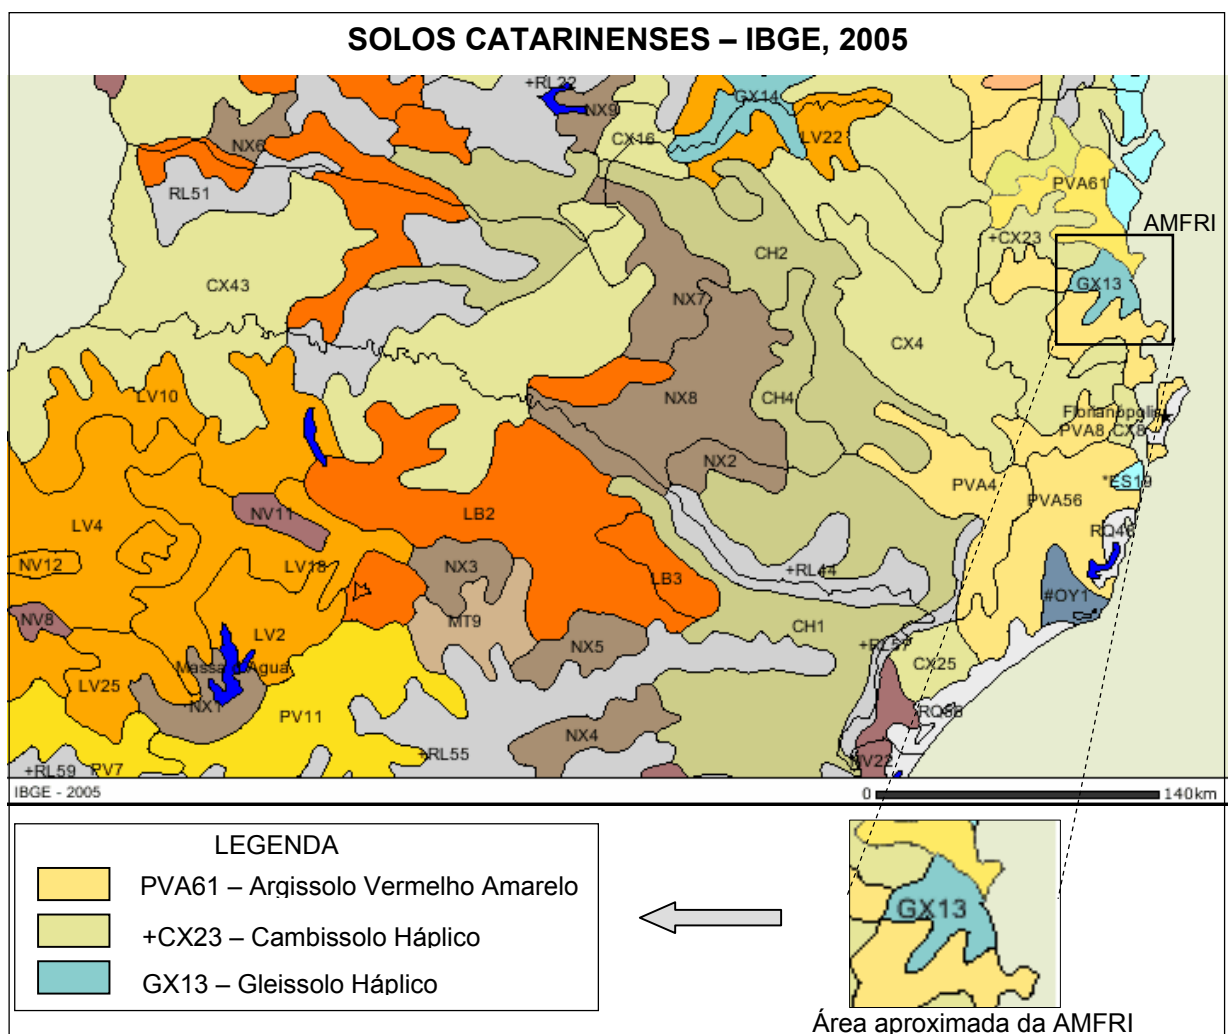 SOLOS CATARINENSES – IBGE, 2005
+RL22
GX14
NX9
NX6
CX16
LV22
RL51
PVA61
AMFRI
+CX23
CH2
CX43
GX13
NX7
CX4
LV10
NX8
CH4
Florianópolis
PVA8
CX8
NX2
PVA4
*ES19
PVA56
NV11
LB2
LV4
RQ46
NV12
LV18
NX3
+RL44
LB3
#OY1
NV8
MT9
CH1
LV2
NX5
+RL57
Massa Água
CX25
LV25
NX1
PV11
NX4
+RL55
NV22
+RL59
PV7
IBGE - 2005
0
140km
LEGENDA
PVA61 – Argissolo Vermelho Amarelo
+CX23 – Cambissolo Háplico
GX13 – Gleissolo Háplico
GX13
Área aproximada da AMFRI